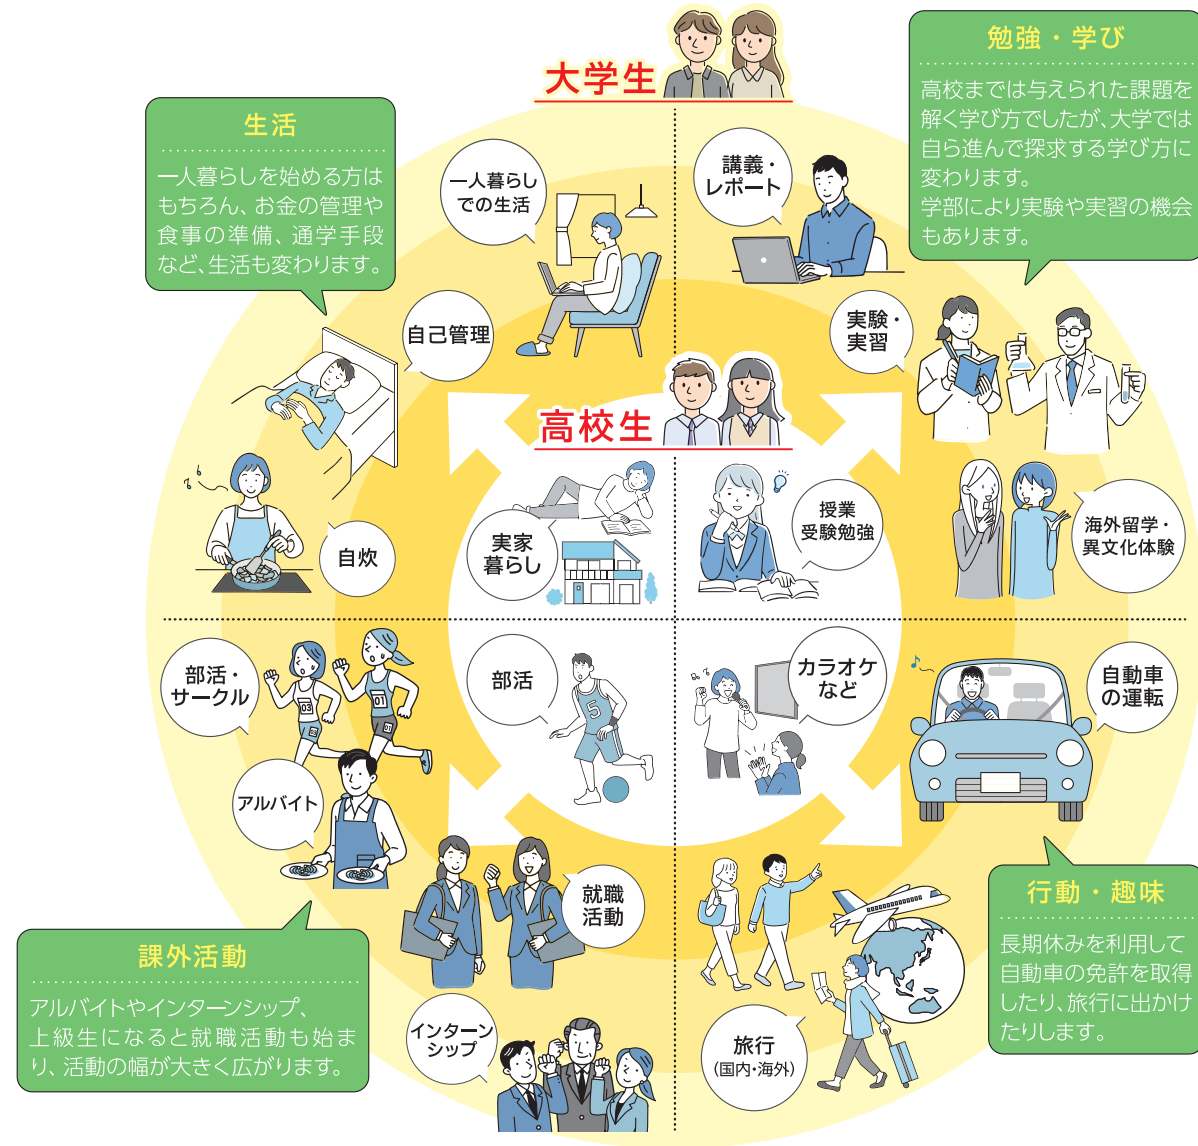 大学生
勉強・学び
高校までは与えられた課題を
解く学び方でしたが、大学では
自ら進んで探求する学び方に
変わります。
学部により実験や実習の機会
もあります。
生活
一人暮らしを始める方は
もちろん、お金の管理や
食事の準備、通学手段
など、生活も変わります。
一人暮らし
での生活
講義・
レポート
自己管理
実験・
実習
高校生
自炊
実家
暮らし
授業
受験勉強
海外留学・
異文化体験
部活・
サークル
03
03
01
01
部活
5
カラオケ
など
自動車
の運転
アルバイト
就職
活動
行動・趣味
長期休みを利用して
自動車の免許を取得
したり、旅行に出かけ
たりします。
課外活動
アルバイトやインターンシップ、
上級生になると就職活動も始ま
り、活動の幅が大きく広がります。
インターン
シップ
旅行
(国内・海外)